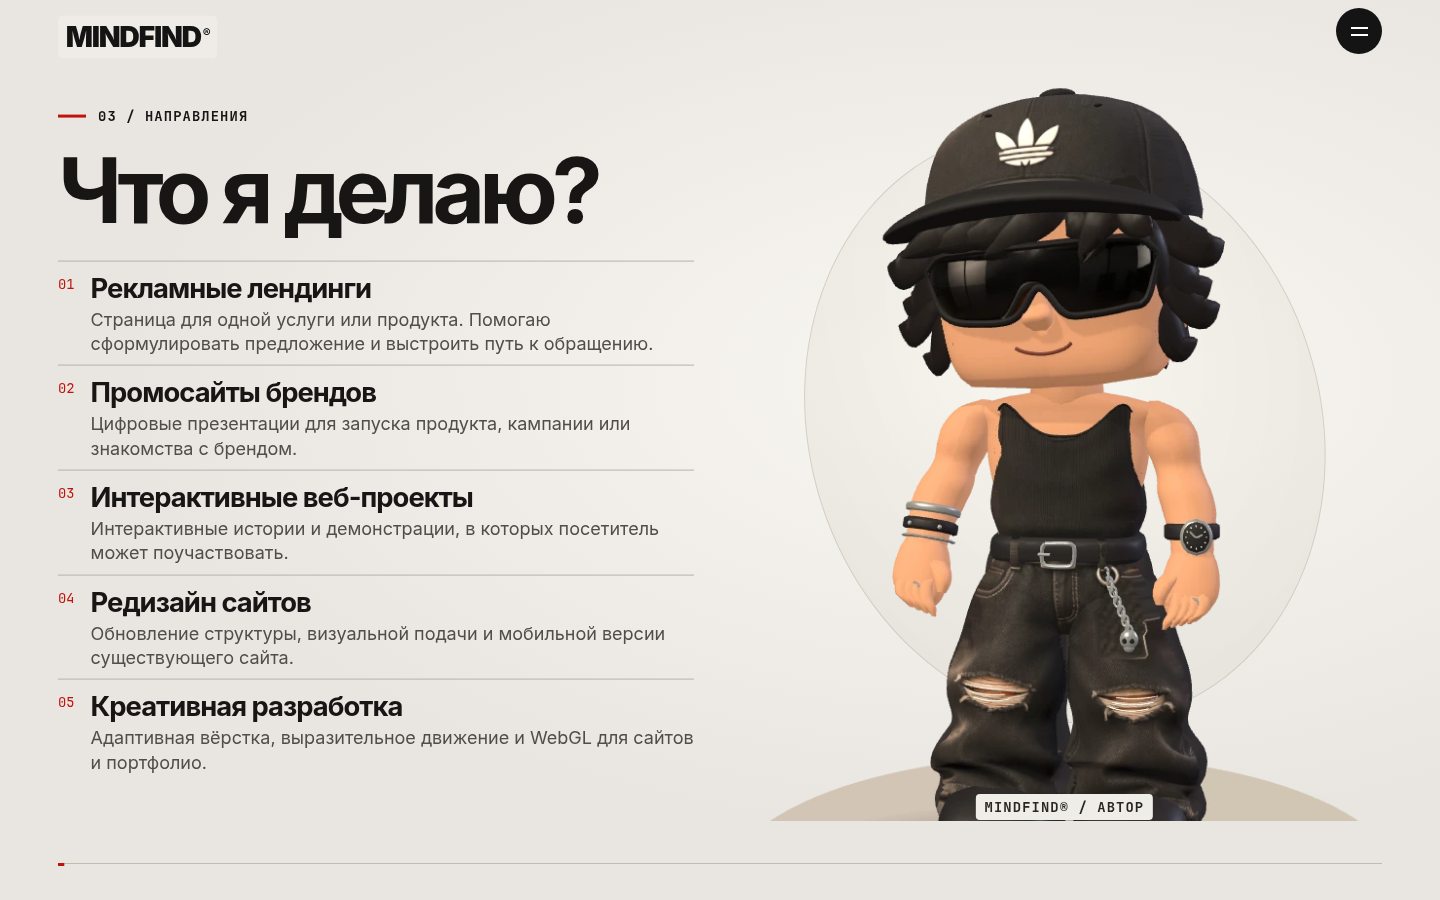 MINDFIND®
03 / НАПРАВЛЕНИЯ
Что я делаю?
01
Рекламные лендинги
Страница для одной услуги или продукта. Помогаю
сформулировать предложение и выстроить путь к обращению.
02
Промосайты брендов
Цифровые презентации для запуска продукта, кампании или
знакомства с брендом.
03
Интерактивные веб-проекты
Интерактивные истории и демонстрации, в которых посетитель
может поучаствовать.
04
Редизайн сайтов
Обновление структуры, визуальной подачи и мобильной версии
существующего сайта.
05
Креативная разработка
Адаптивная вёрстка, выразительное движение и WebGL для сайтов
и портфолио.
MINDFIND® / АВТОР